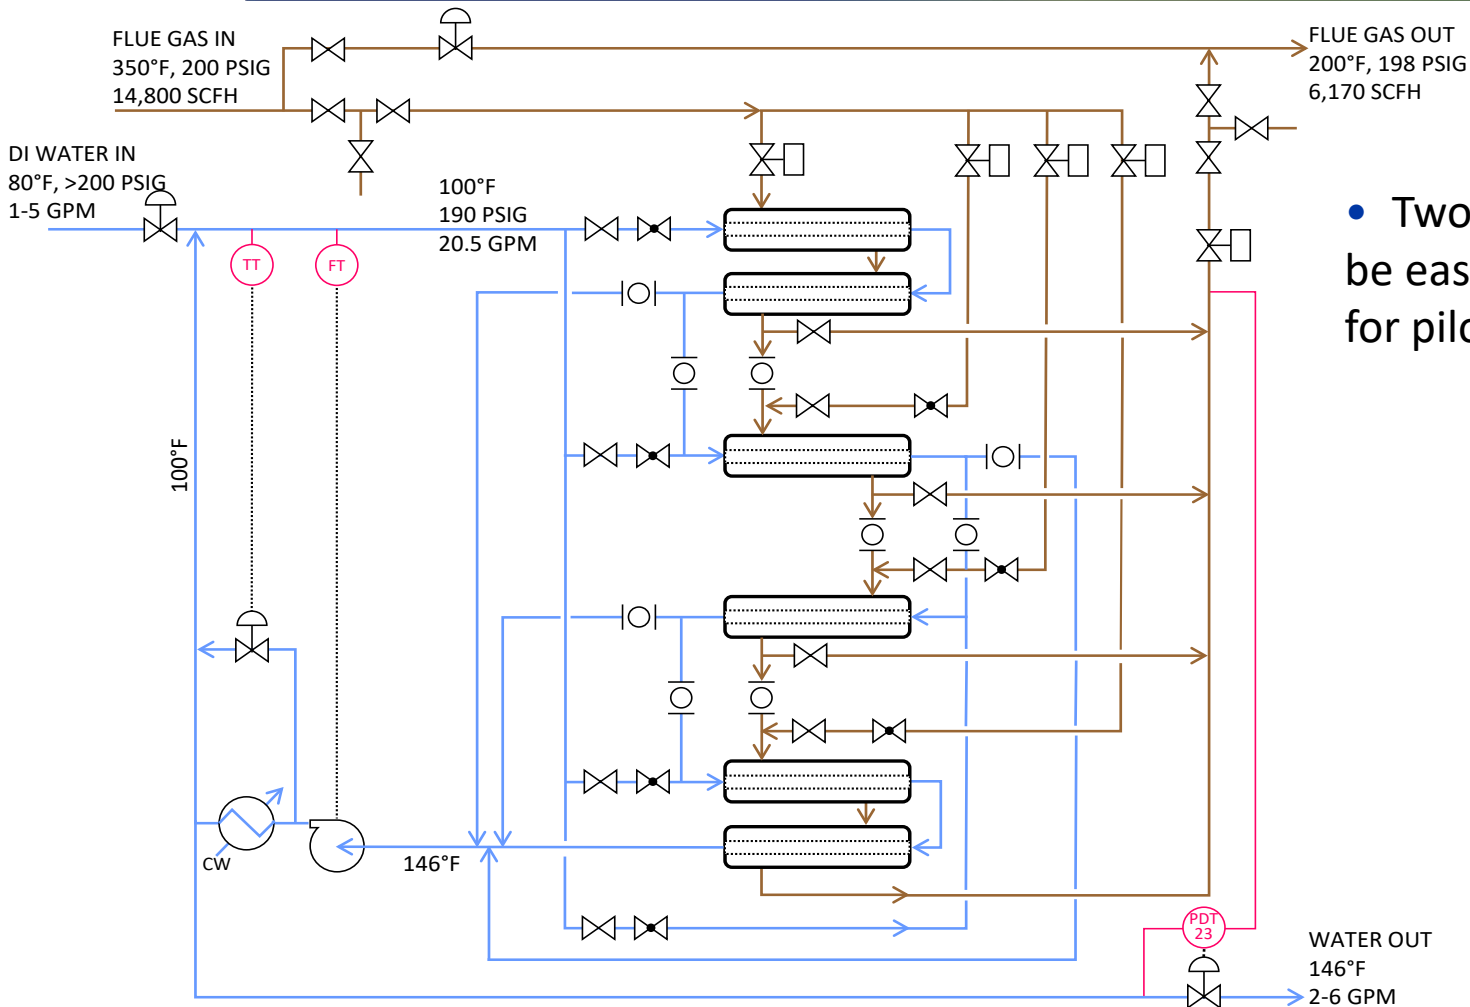 FLUE GAS IN
350°F, 200 PSIG
14,800 SCFH
FLUE GAS OUT
200°F, 198 PSIG
6,170 SCFH
DI WATER IN
80°F, >200 PSIG
1-5 GPM
100°F
190 PSIG
20.5 GPM
• Two
be eas
for pilo
TT
FT
100°F
CW
146°F
PDT
23
WATER OUT
146°F
2-6 GPM